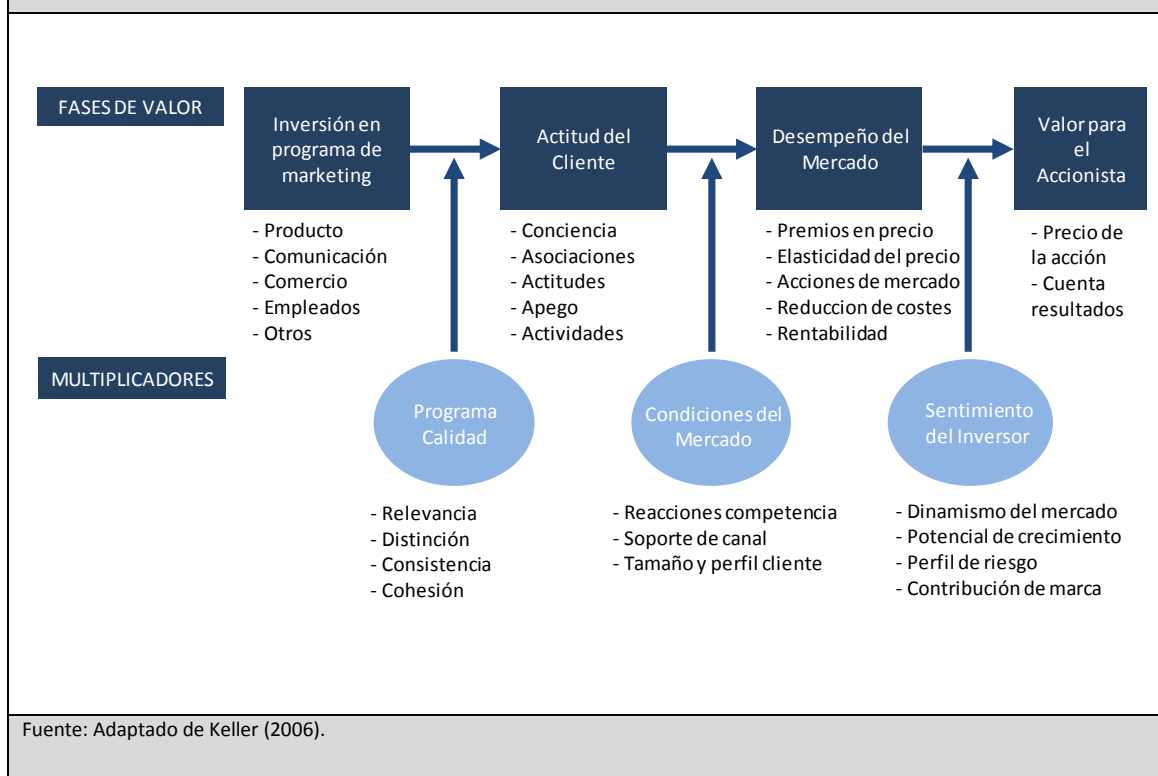 FASES DE VALOR
Inversión en
programa de
marketing
Actitud del
Cliente
Desempeño del
Mercado
Valor para
el
Accionista
- Producto
- Comunicación
- Comercio
- Empleados
- Otros
- Conciencia
- Asociaciones
- Actitudes
- Apego
- Actividades
- Premios en precio
- Elasticidad del precio
- Acciones de mercado
- Reduccion de costes
- Rentabilidad
- Precio de
la acción
- Cuenta
resultados
MULTIPLICADORES
Programa
Calidad
Condiciones del
Mercado
Sentimiento
del Inversor
- Relevancia
- Distinción
- Consistencia
- Cohesión
- Reacciones competencia
- Soporte de canal
- Tamaño y perfil cliente
- Dinamismo del mercado
- Potencial de crecimiento
- Perfil de riesgo
- Contribución de marca
Fuente: Adaptado de Keller (2006).